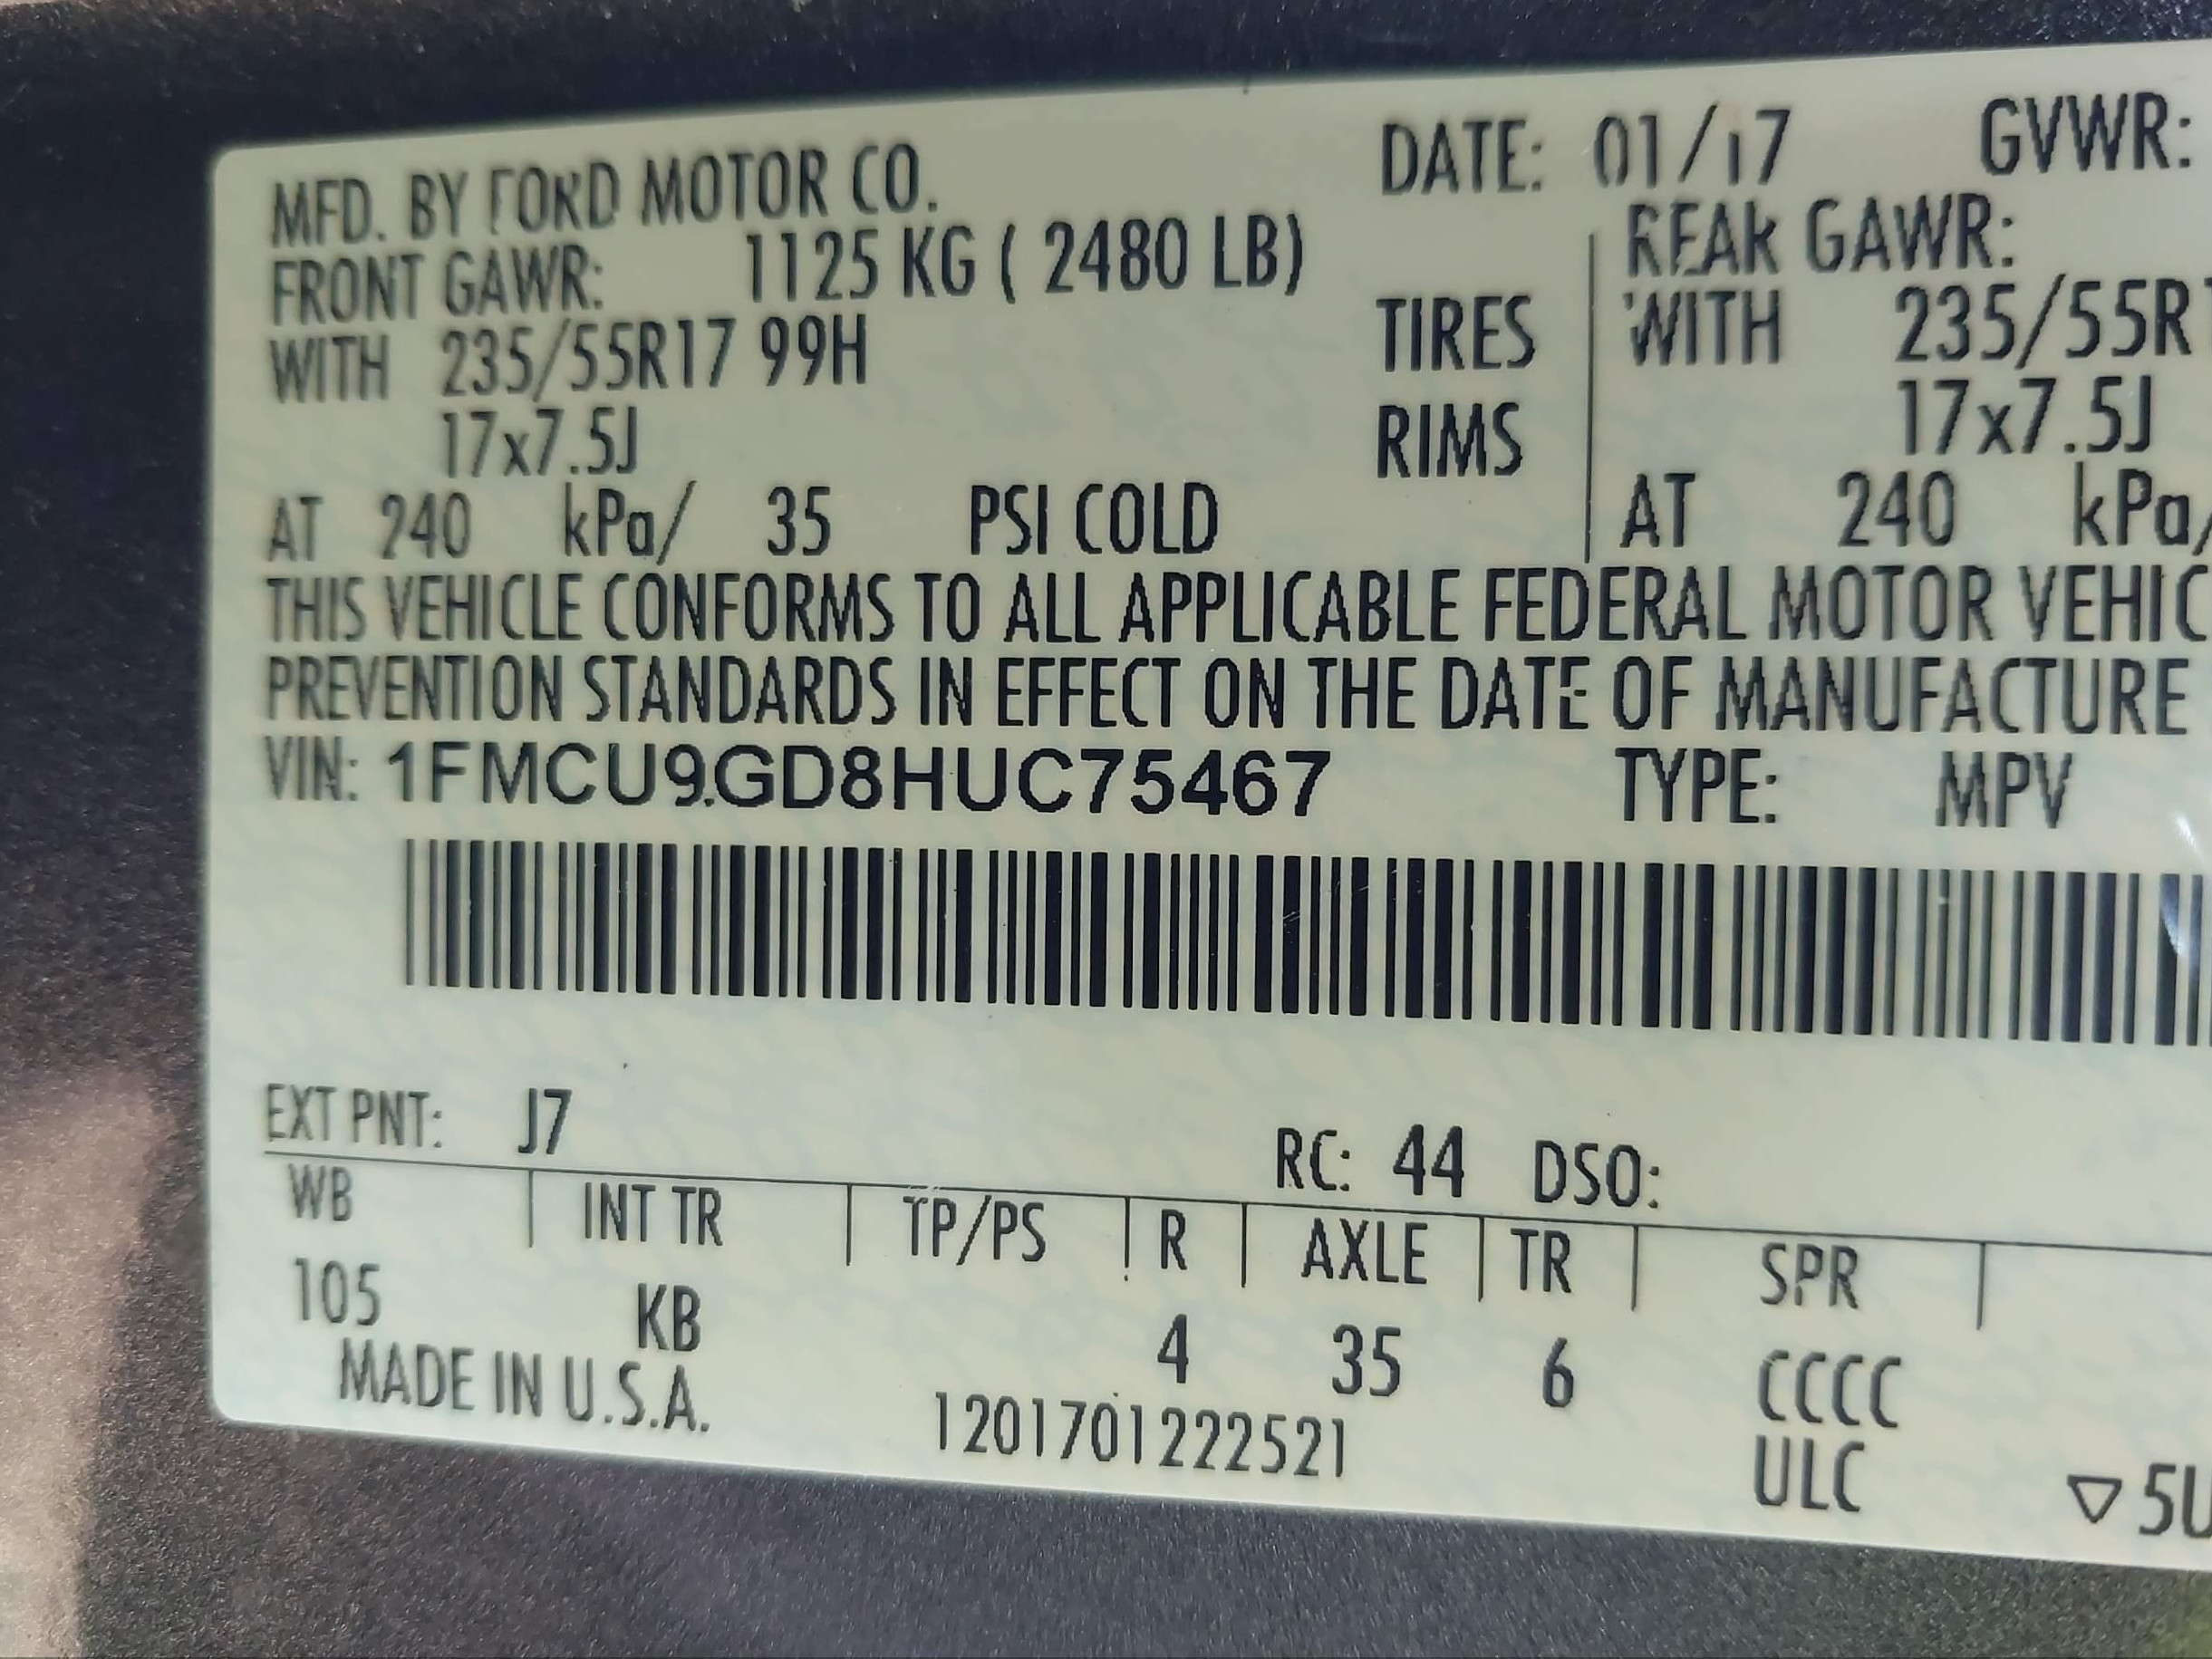 MFD. BY FORD MOTOR CO. DATE: 01/17 GVWR:
FRONT GAWR: 1125 KG ( 2480 LB) REAR GAWR:
WITH 235/55R17 99H TIRES WITH 235/55R1
17x7.5J RIMS 17x7.5J
AT 240 kPa/ 35 PSI COLD AT 240 kPa/
THIS VEHICLE CONFORMS TO ALL APPLICABLE FEDERAL MOTOR VEHIC
PREVENTION STANDARDS IN EFFECT ON THE DATE OF MANUFACTURE
VIN: 1FMCU9GD8HUC75467 TYPE: MPV
EXT PNT: J7 RC: 44 DSO:
WB INT TR TP/PS R AXLE TR SPR
105 KB 4 35 6 CCCC
MADE IN U.S.A. 1201701222521 ULC
▽ 5U